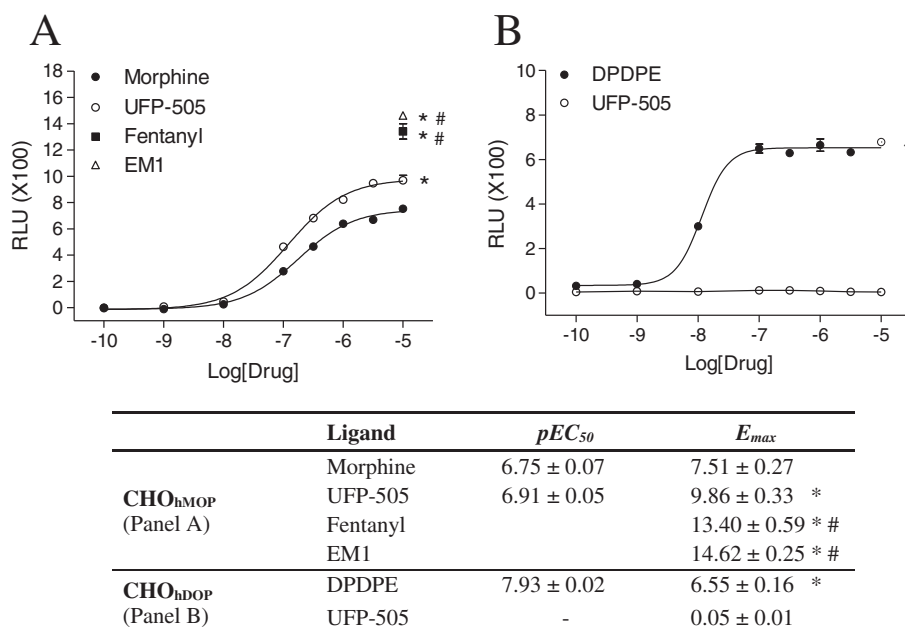 A
Morphine
UFP-505
Fentanyl
EM1
18
16
14
12
10
8
6
4
2
0
RLU (X100)
* #
* #
*
-10 -9 -8 -7 -6 -5
Log[Drug]
B
DPDPE
UFP-505
10
8
6
4
2
0
RLU (X100)
-10 -9 -8 -7 -6 -5
Log[Drug]
Ligand pEC50 Emax
CHOhMOP
(Panel A)
Morphine 6.75 ± 0.07 7.51 ± 0.27
UFP-505 6.91 ± 0.05 9.86 ± 0.33 *
Fentanyl 13.40 ± 0.59 * #
EM1 14.62 ± 0.25 * #
CHOhDOP
(Panel B)
DPDPE 7.93 ± 0.02 6.55 ± 0.16 *
UFP-505 - 0.05 ± 0.01